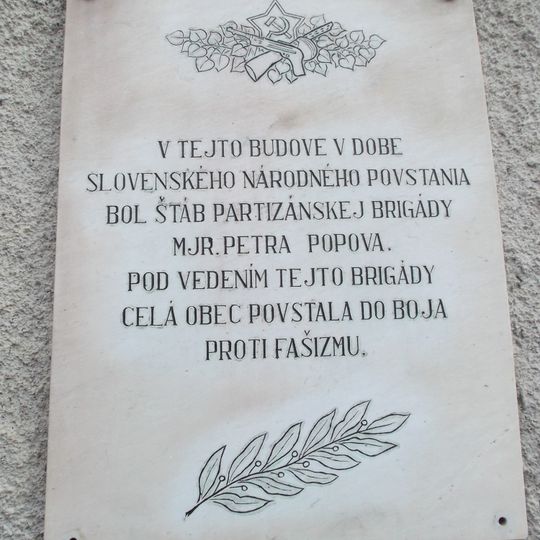 V TEJTO BUDOVE V DOBE
SLOVENSKÉHO NÁRODNÉHO POVSTANIA
BOL ŠTÁB PARTIZÁNSKEJ BRIGÁDY
MJR. PETRA POPOVA.
POD VEDENÍM TEJTO BRIGÁDY
CELÁ OBEC POVSTALA DO BOJA
PROTI FAŠIZMU.